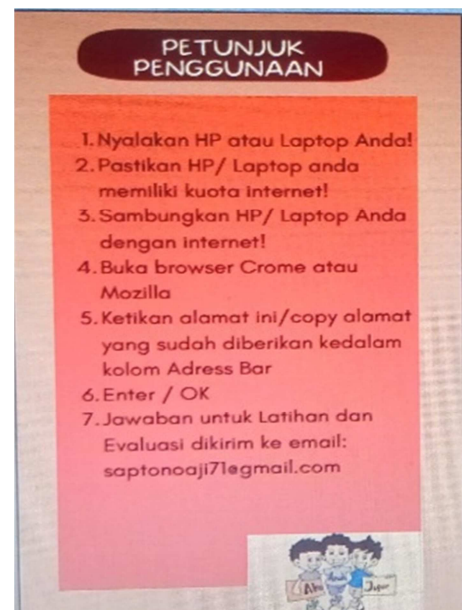 PETUNJUK
PENGGUNAAN
1. Nyalakan HP atau Laptop Anda!
2. Pastikan HP/ Laptop anda
memiliki kuota internet!
3. Sambungkan HP/ Laptop Anda
dengan internet!
4. Buka browser Crome atau
Mozilla
5. Ketikan alamat ini/copy alamat
yang sudah diberikan kedalam
kolom Adress Bar
6. Enter / OK
7. Jawaban untuk Latihan dan
Evaluasi dikirim ke email:
saptonoaji71@gmail.com
Aku
Jujur